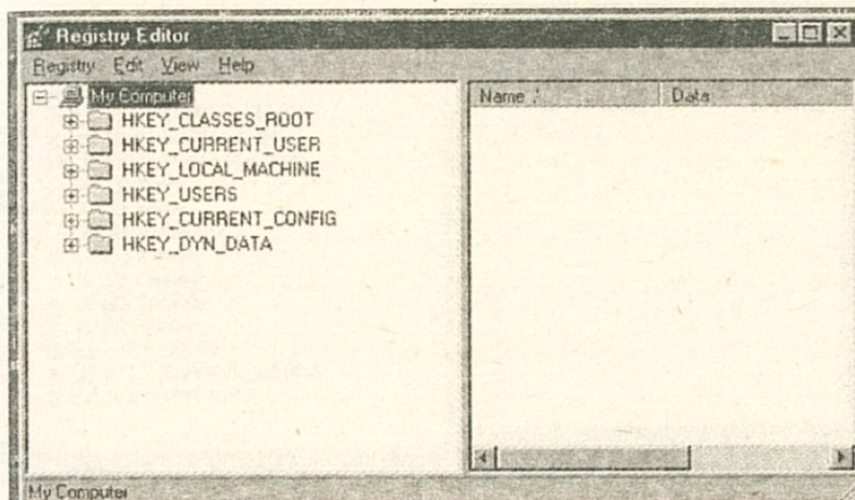 Registry Editor
Registry Edit View Help
My Computer
HKEY_CLASSES_ROOT
HKEY_CURRENT_USER
HKEY_LOCAL_MACHINE
HKEY_USERS
HKEY_CURRENT_CONFIG
HKEY_DYN_DATA
Name Data
My Computer